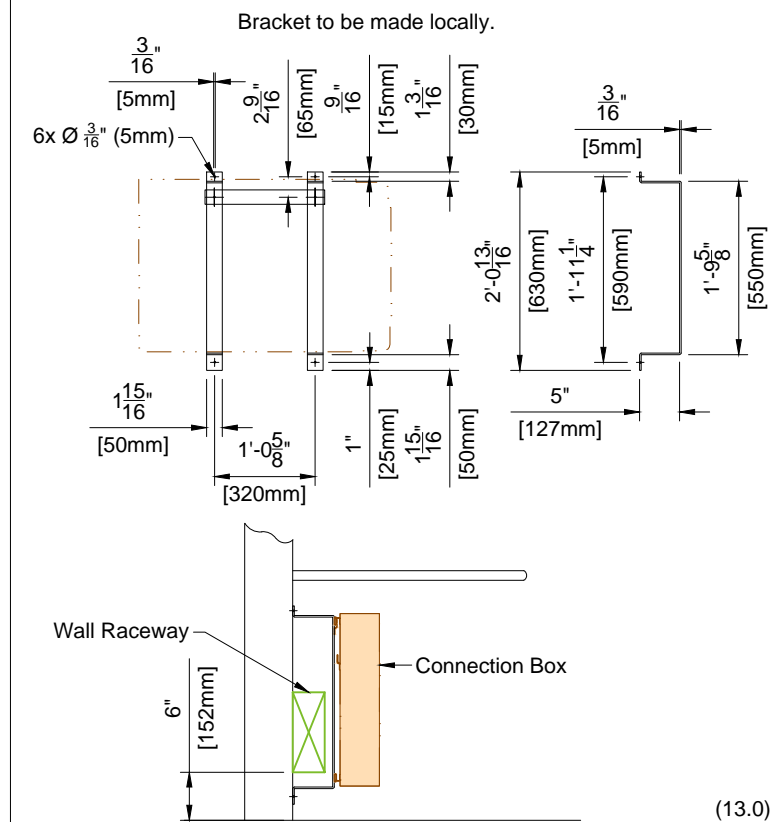 Bracket to be made locally.
3/16"
[5mm]
6x Ø 3/16" (5mm)
2 9/16"
[65mm]
9/16"
[15mm]
1 3/16"
[30mm]
3/16"
[5mm]
2'-0 13/16"
[630mm]
1'-11 1/4"
[590mm]
1'-9 5/8"
[550mm]
1 15/16"
[50mm]
1'-0 5/8"
[320mm]
1"
[25mm]
1 15/16"
[50mm]
5"
[127mm]
Wall Raceway
Connection Box
6"
[152mm]
(13.0)